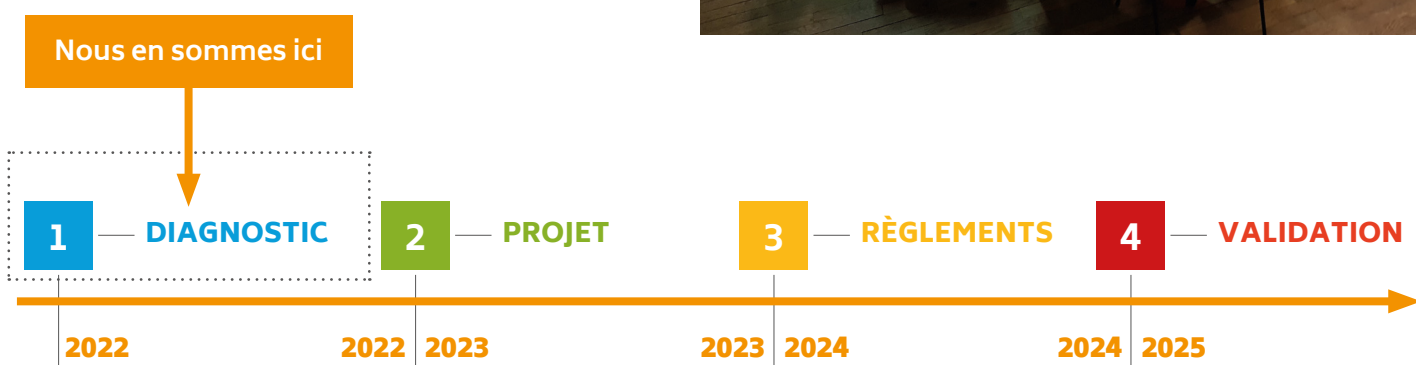 Nous en sommes ici
1 DIAGNOSTIC 2 PROJET 3 RÈGLEMENTS 4 VALIDATION
2022 2022 2023 2023 2024 2024 2025